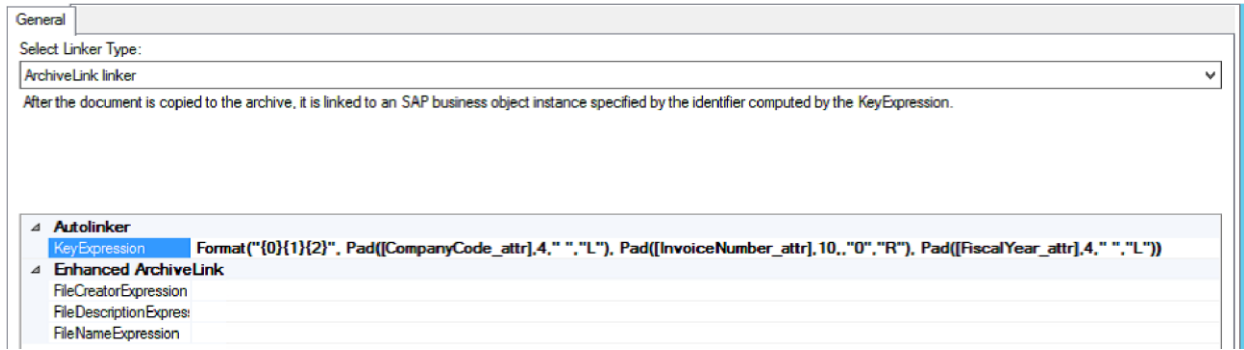 General
Select Linker Type:
ArchiveLink linker
After the document is copied to the archive, it is linked to an SAP business object instance specified by the identifier computed by the KeyExpression.
Autolinker
KeyExpression Format("{0}{1}{2}", Pad([CompanyCode_attr],4," ","L"), Pad([InvoiceNumber_attr],10,,"0","R"), Pad([FiscalYear_attr],4," ","L"))
Enhanced ArchiveLink
FileCreatorExpression
FileDescriptionExpres
FileNameExpression